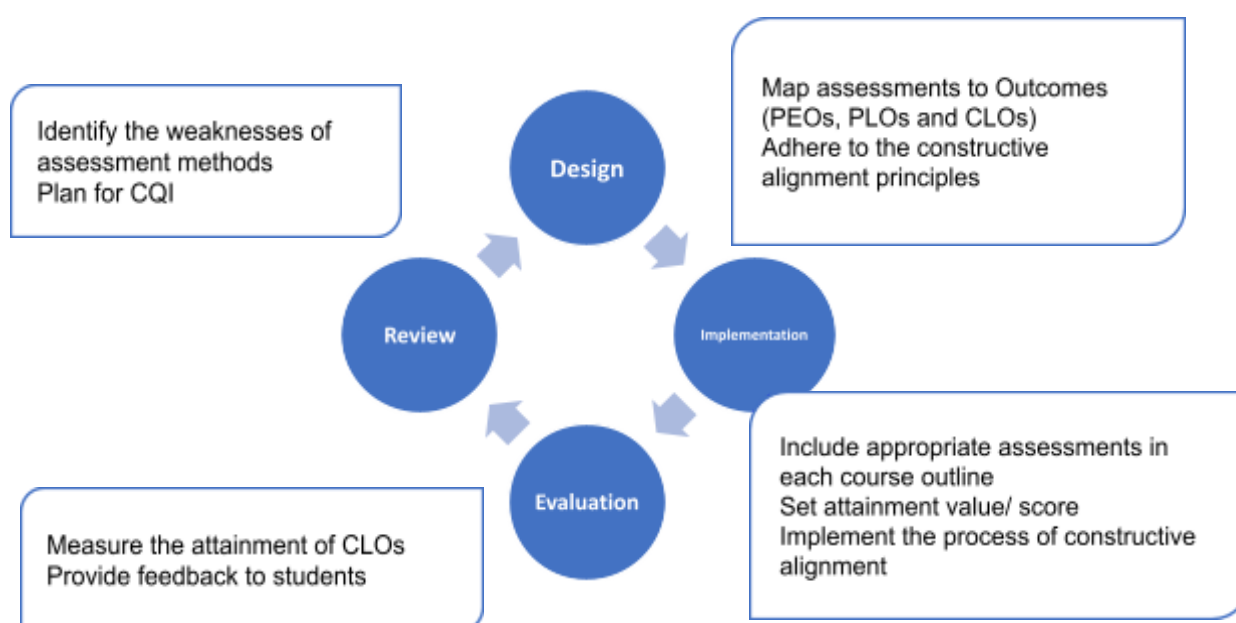 Design
Map assessments to Outcomes
(PEOs, PLOs and CLOs)
Adhere to the constructive
alignment principles
Implementation
Include appropriate assessments in
each course outline
Set attainment value/ score
Implement the process of constructive
alignment
Evaluation
Measure the attainment of CLOs
Provide feedback to students
Review
Identify the weaknesses of
assessment methods
Plan for CQI